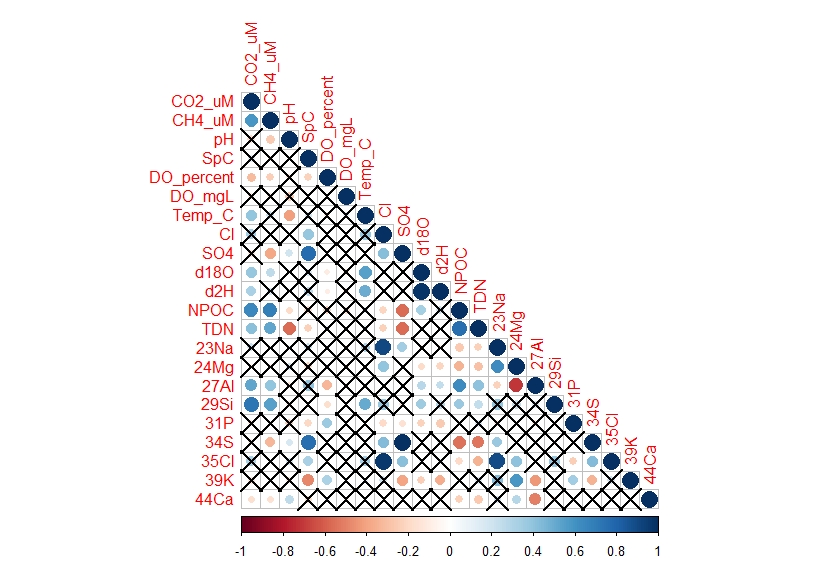 CO2_uM
CH4_uM
pH
SpC
DO_percent
DO_mgL
Temp_C
Cl
SO4
d18O
d2H
NPOC
TDN
23Na
24Mg
27Al
29Si
31P
34S
35Cl
39K
44Ca
CO2_uM
CH4_uM
pH
SpC
DO_percent
DO_mgL
Temp_C
Cl
SO4
d18O
d2H
NPOC
TDN
23Na
24Mg
27Al
29Si
31P
34S
35Cl
39K
44Ca
-1 -0.8 -0.6 -0.4 -0.2 0 0.2 0.4 0.6 0.8 1